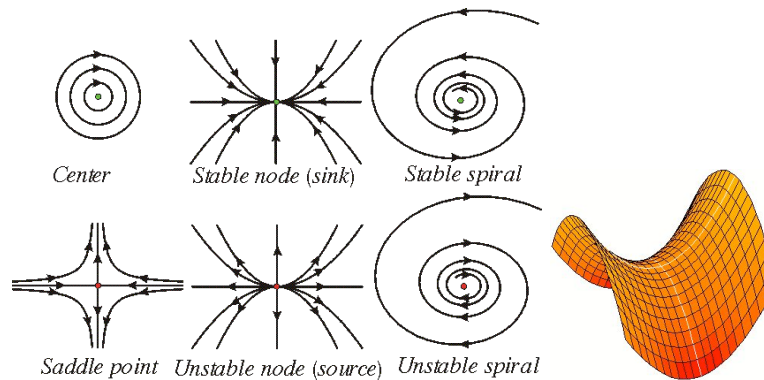 Center
Stable node (sink)
Stable spiral
Saddle point
Unstable node (source)
Unstable spiral